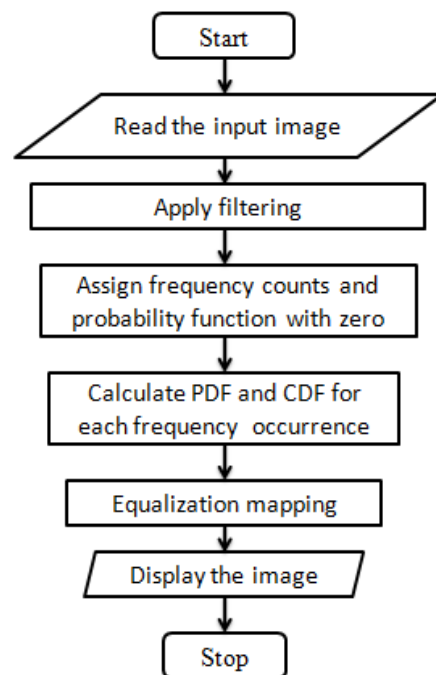 Start
Read the input image
Apply filtering
Assign frequency counts and
probability function with zero
Calculate PDF and CDF for
each frequency occurrence
Equalization mapping
Display the image
Stop